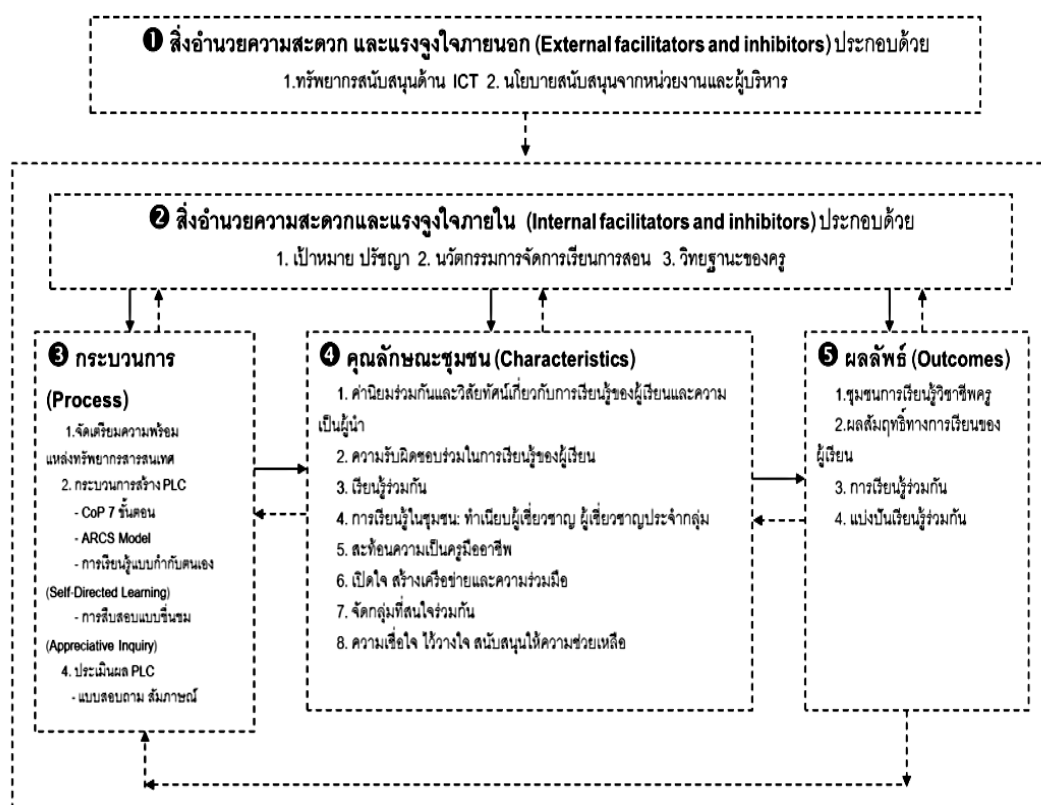 ❶ สิ่งอำนวยความสะดวก และแรงจูงใจภายนอก (External facilitators and inhibitors) ประกอบด้วย
1.ทรัพยากรสนับสนุนด้าน ICT 2. นโยบายสนับสนุนจากหน่วยงานและผู้บริหาร
❷ สิ่งอำนวยความสะดวกและแรงจูงใจภายใน (Internal facilitators and inhibitors) ประกอบด้วย
1. เป้าหมาย ปรัชญา 2. นวัตกรรมการจัดการเรียนการสอน 3. วิทยฐานะของครู
❸ กระบวนการ
(Process)
1.จัดเตรียมความพร้อม
แหล่งทรัพยากรสารสนเทศ
2. กระบวนการสร้าง PLC
- CoP 7 ขั้นตอน
- ARCS Model
- การเรียนรู้แบบกำกับตนเอง
(Self-Directed Learning)
- การสืบสอบแบบชื่นชม
(Appreciative Inquiry)
4. ประเมินผล PLC
- แบบสอบถาม สัมภาษณ์
❹ คุณลักษณะชุมชน (Characteristics)
1. ค่านิยมร่วมกันและวิสัยทัศน์เกี่ยวกับการเรียนรู้ของผู้เรียนและความ
เป็นผู้นำ
2. ความรับผิดชอบร่วมในการเรียนรู้ของผู้เรียน
3. เรียนรู้ร่วมกัน
4. การเรียนรู้ในชุมชน: ทำเนียบผู้เชี่ยวชาญ ผู้เชี่ยวชาญประจำกลุ่ม
5. สะท้อนความเป็นครูมืออาชีพ
6. เปิดใจ สร้างเครือข่ายและความร่วมมือ
7. จัดกลุ่มที่สนใจร่วมกัน
8. ความเชื่อใจ ไว้วางใจ สนับสนุนให้ความช่วยเหลือ
❺ ผลลัพธ์ (Outcomes)
1.ชุมชนการเรียนรู้วิชาชีพครู
2.ผลสัมฤทธิ์ทางการเรียนของ
ผู้เรียน
3. การเรียนรู้ร่วมกัน
4. แบ่งปันเรียนรู้ร่วมกัน